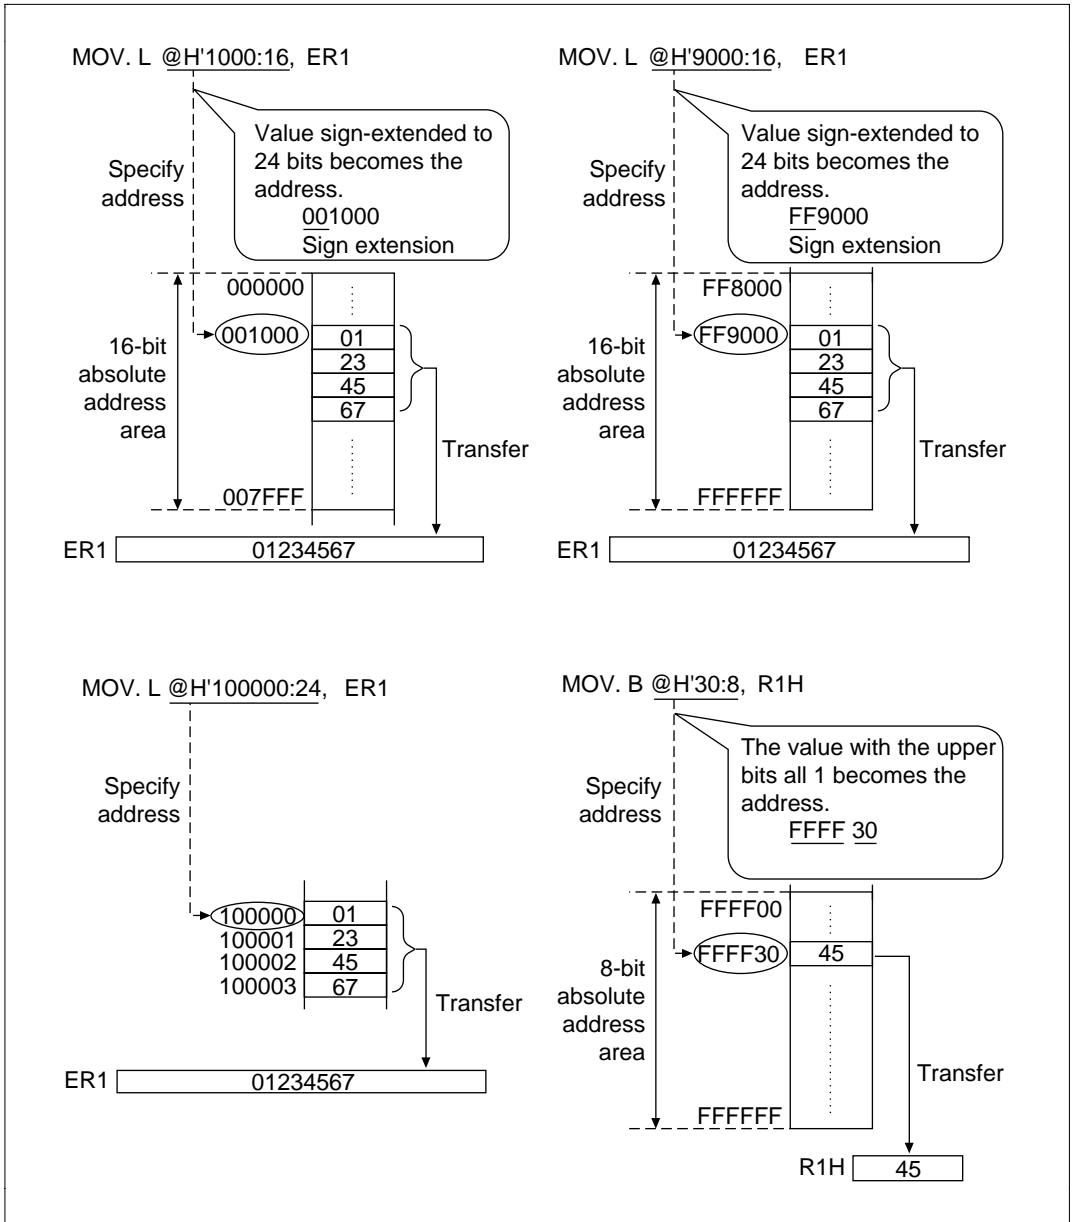 MOV. L @H'1000:16, ER1
Value sign-extended to
24 bits becomes the
address.
001000
Sign extension
Specify
address
000000
001000
01
23
45
67
16-bit
absolute
address
area
Transfer
007FFF
ER1
01234567
MOV. L @H'9000:16, ER1
Value sign-extended to
24 bits becomes the
address.
FF9000
Sign extension
Specify
address
FF8000
FF9000
01
23
45
67
16-bit
absolute
address
area
Transfer
FFFFFF
ER1
01234567
MOV. L @H'100000:24, ER1
Specify
address
100000 01
100001 23
100002 45
100003 67
Transfer
ER1
01234567
MOV. B @H'30:8, R1H
The value with the upper
bits all 1 becomes the
address.
FFFF 30
Specify
address
FFFF00
FFFF30 45
8-bit
absolute
address
area
Transfer
FFFFFF
R1H
45